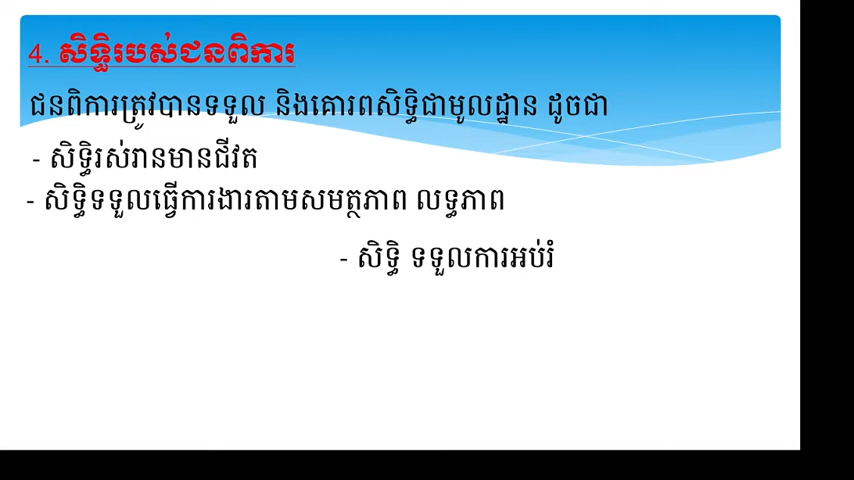 4. សិទ្ធិរបស់ជនពិការ
ជនពិការត្រូវបានទទួល និងគោរពសិទ្ធិជាមូលដ្ឋាន ដូចជា
- សិទ្ធិរស់រានមានជីវត
- សិទ្ធិទទួលធ្វើការងារតាមសមត្ថភាព លទ្ធភាព
- សិទ្ធិ ទទួលការអប់រំ